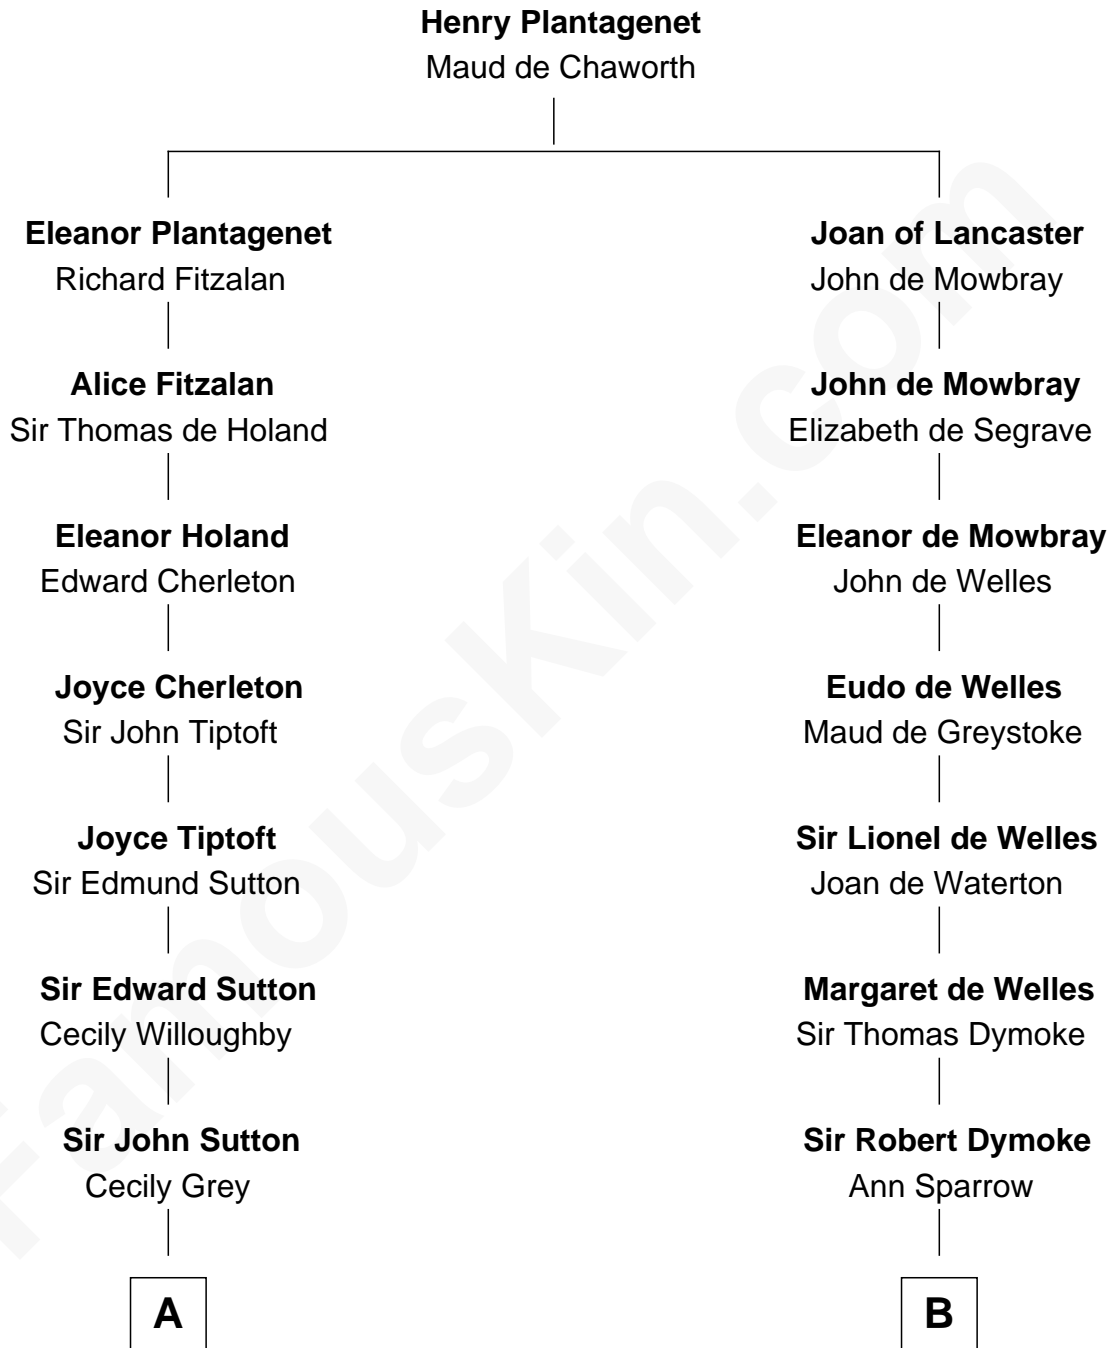 Henry Plantagenet
Maud de Chaworth
Eleanor Plantagenet
Richard Fitzalan
Joan of Lancaster
John de Mowbray
Alice Fitzalan
Sir Thomas de Holand
John de Mowbray
Elizabeth de Segrave
Eleanor Holand
Edward Cherleton
Eleanor de Mowbray
John de Welles
Joyce Cherleton
Sir John Tiptoft
Eudo de Welles
Maud de Greystoke
Joyce Tiptoft
Sir Edmund Sutton
Sir Lionel de Welles
Joan de Waterton
Sir Edward Sutton
Cecily Willoughby
Margaret de Welles
Sir Thomas Dymoke
Sir John Sutton
Cecily Grey
Sir Robert Dymoke
Ann Sparrow
A
B
FamousKin.com